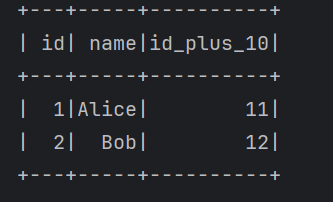 +---+-----+----------+
| id| name|id_plus_10|
+---+-----+----------+
|  1|Alice|        11|
|  2|  Bob|        12|
+---+-----+----------+